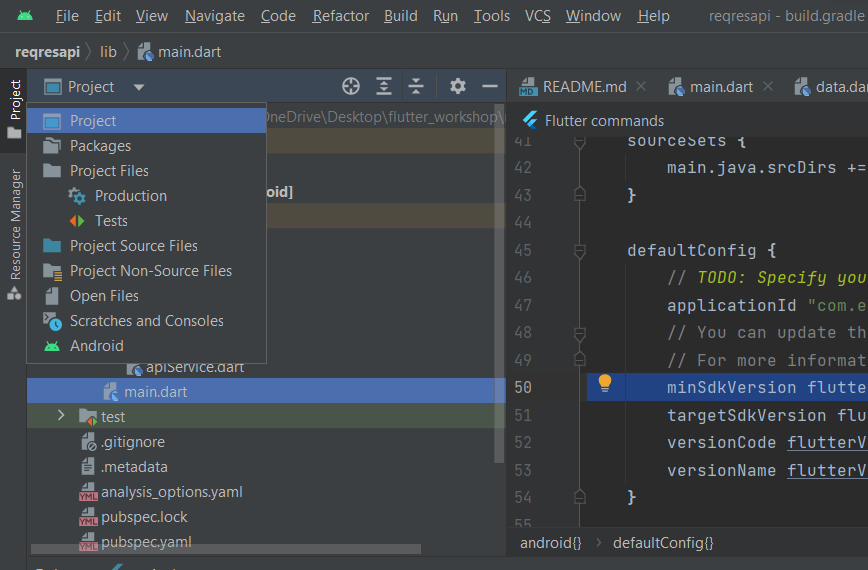 File Edit View Navigate Code Refactor Build Run Tools VCS Window Help reqresapi - build.gradle
reqresapi lib main.dart
Project
Resource Manager
Project
Project
Packages
Project Files
Production
Tests
Project Source Files
Project Non-Source Files
Open Files
Scratches and Consoles
Android
OneDrive\Desktop\flutter_workshop\
oid]
apiService.dart
main.dart
test
.gitignore
.metadata
analysis_options.yaml
pubspec.lock
pubspec.yaml
README.md main.dart data.dar
Flutter commands
41 sourceSets {
42 main.java.srcDirs +=
43 }
44
45 defaultConfig {
46 // TODO: Specify you
47 applicationId "com.e
48 // You can update th
49 // For more informat
50 minSdkVersion flutte
51 targetSdkVersion flu
52 versionCode flutterV
53 versionName flutterV
54 }
55
android{} defaultConfig{}